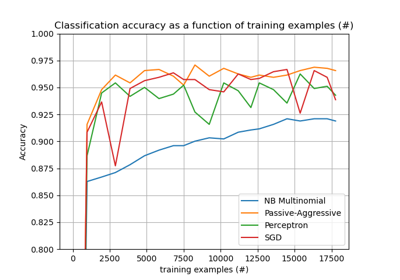 Classification accuracy as a function of training examples (#)
1.000
0.975
0.950
0.925
0.900
0.875
0.850
0.825
0.800
Accuracy
NB Multinomial
Passive-Aggressive
Perceptron
SGD
0 2500 5000 7500 10000 12500 15000 17500
training examples (#)